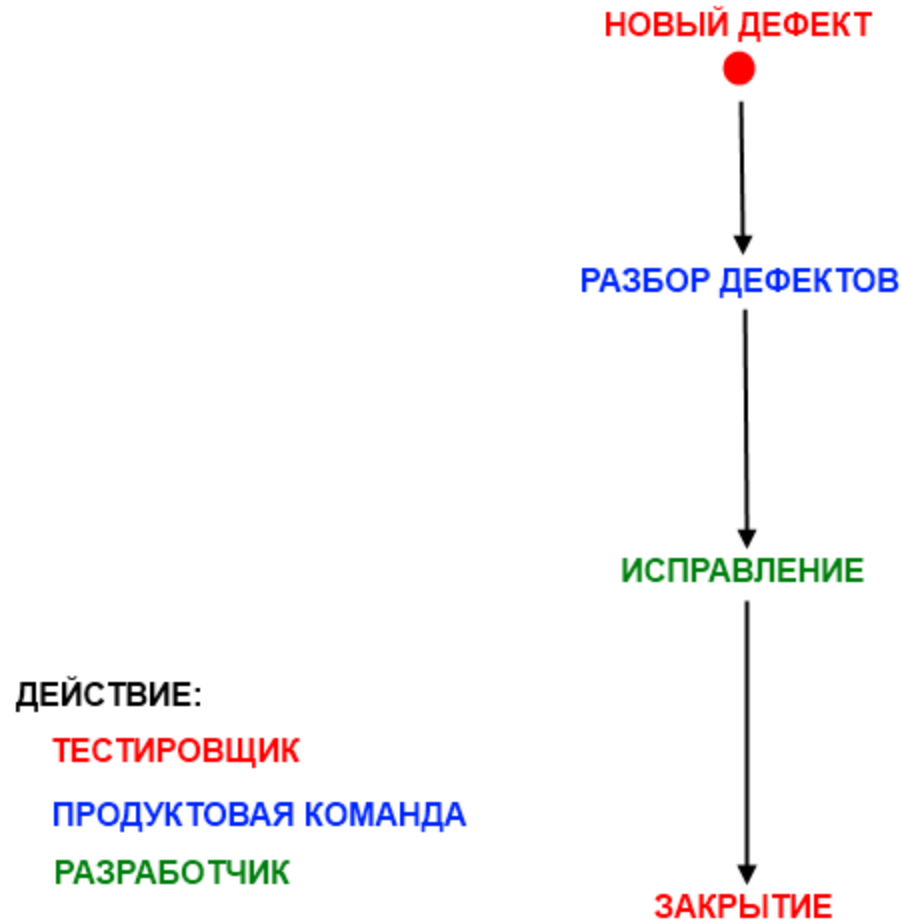 НОВЫЙ ДЕФЕКТ
РАЗБОР ДЕФЕКТОВ
ИСПРАВЛЕНИЕ
ДЕЙСТВИЕ:
ТЕСТИРОВЩИК
ПРОДУКТОВАЯ КОМАНДА
РАЗРАБОТЧИК
ЗАКРЫТИЕ